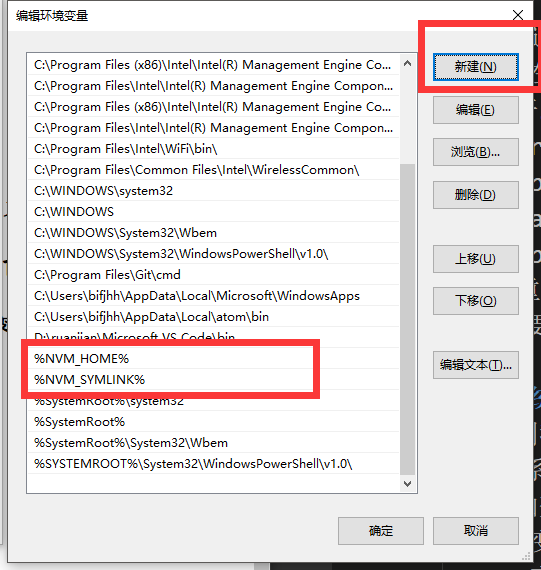 编辑环境变量
C:\Program Files (x86)\Intel\Intel(R) Management Engine Co...
C:\Program Files\Intel\Intel(R) Management Engine Compon...
C:\Program Files (x86)\Intel\Intel(R) Management Engine Co...
C:\Program Files\Intel\Intel(R) Management Engine Compon...
C:\Program Files\Intel\WiFi\bin\
C:\Program Files\Common Files\Intel\WirelessCommon\
C:\WINDOWS\system32
C:\WINDOWS
C:\WINDOWS\System32\Wbem
C:\WINDOWS\System32\WindowsPowerShell\v1.0\
C:\Program Files\Git\cmd
C:\Users\bifjhh\AppData\Local\Microsoft\WindowsApps
C:\Users\bifjhh\AppData\Local\atom\bin
D:\ruanjian\Microsoft VS Code\bin
%NVM_HOME%
%NVM_SYMLINK%
%SystemRoot%\system32
%SystemRoot%
%SystemRoot%\System32\Wbem
%SYSTEMROOT%\System32\WindowsPowerShell\v1.0\
新建(N)
编辑(E)
浏览(B)...
删除(D)
上移(U)
下移(O)
编辑文本(T)...
确定
取消